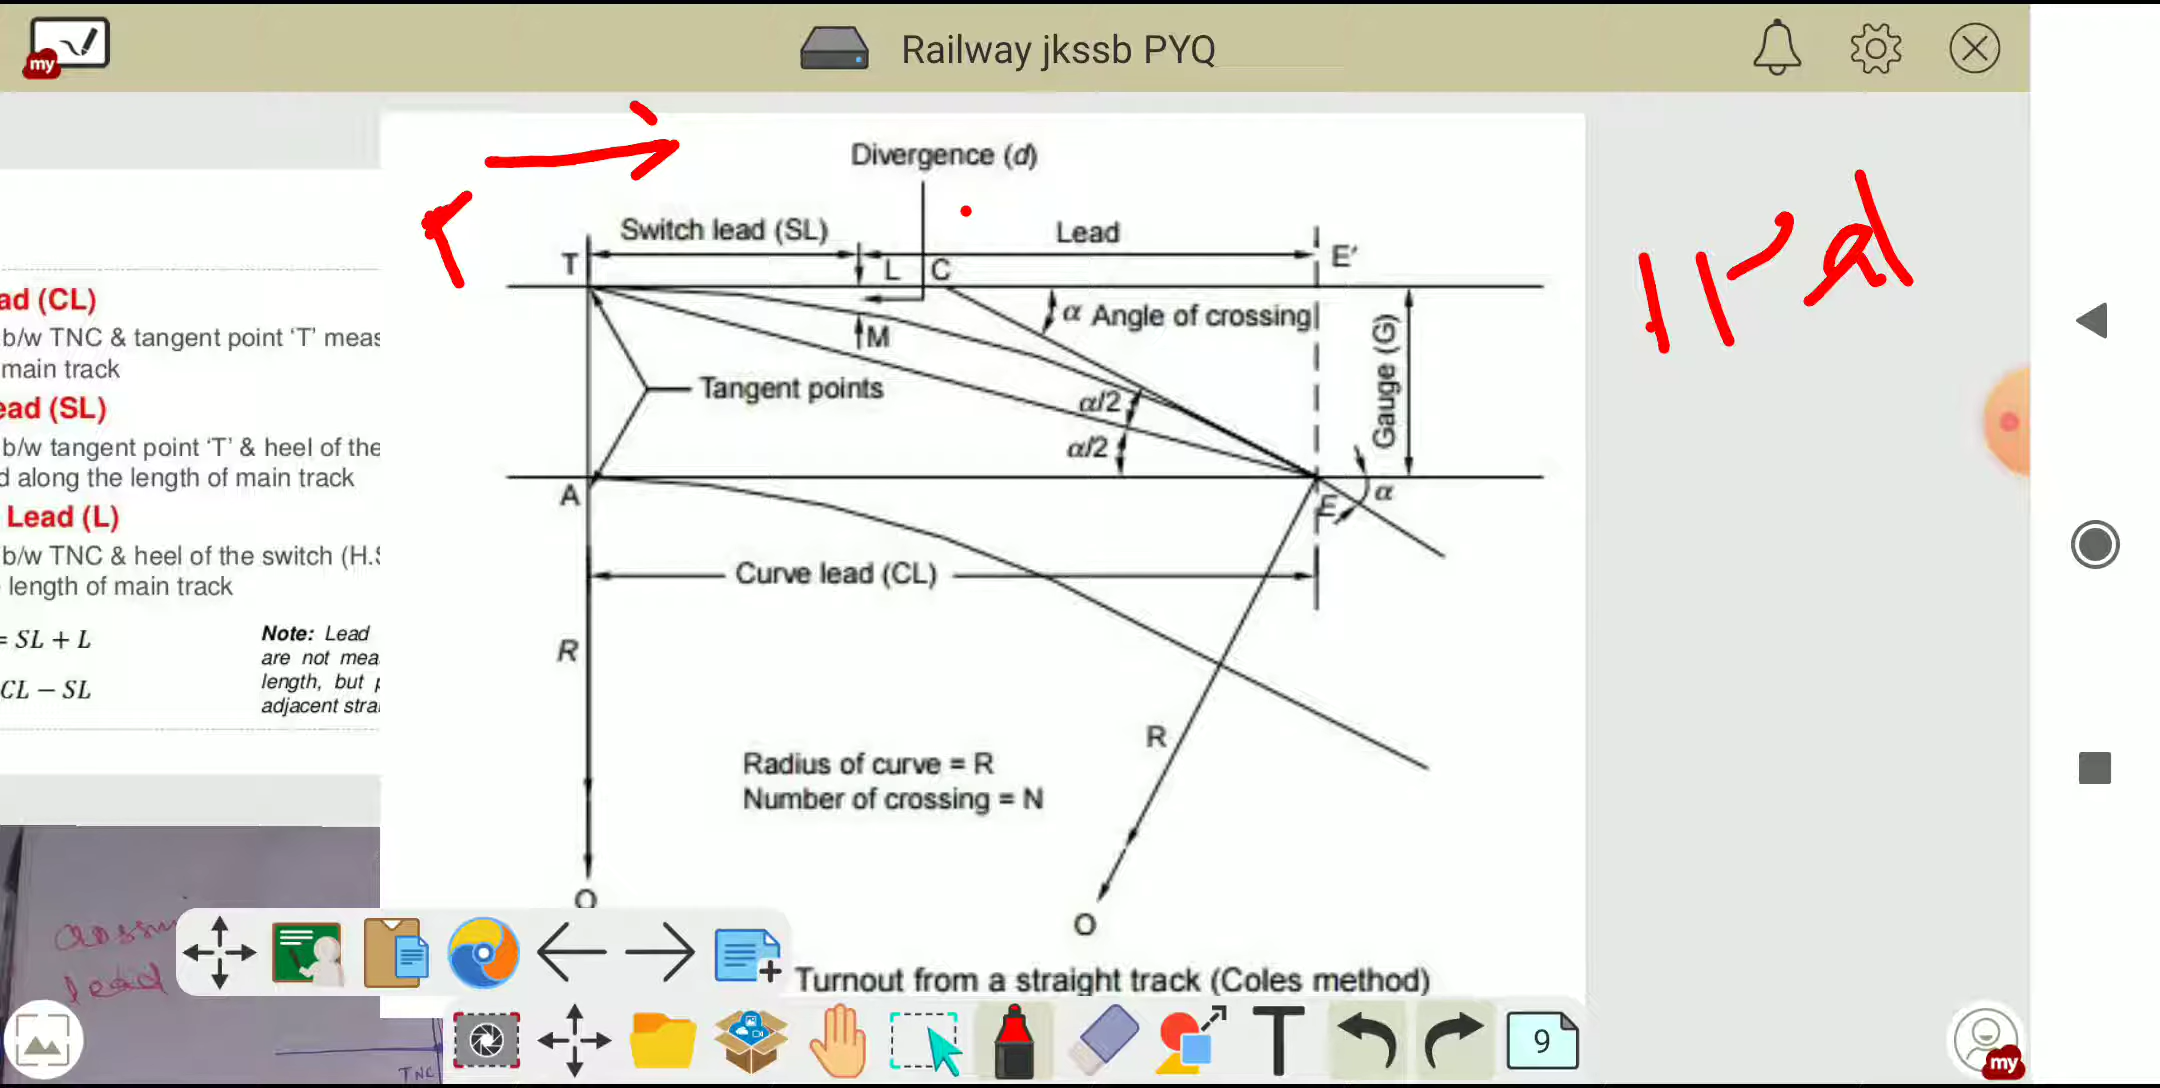 my
Railway jkssb PYQ
ad (CL)
b/w TNC & tangent point ‘T’ meas
main track
ead (SL)
b/w tangent point ‘T’ & heel of the
d along the length of main track
Lead (L)
b/w TNC & heel of the switch (H.S
length of main track
= SL + L
CL − SL
Note: Lead
are not mea
length, but p
adjacent stra
Divergence (d)
Switch lead (SL)
Lead
T
L
C
E'
α Angle of crossing
M
Gauge (G)
Tangent points
α/2
α/2
A
E
α
Curve lead (CL)
R
R
Radius of curve = R
Number of crossing = N
O
O
Turnout from a straight track (Coles method)
lead
TNC
T
9
my